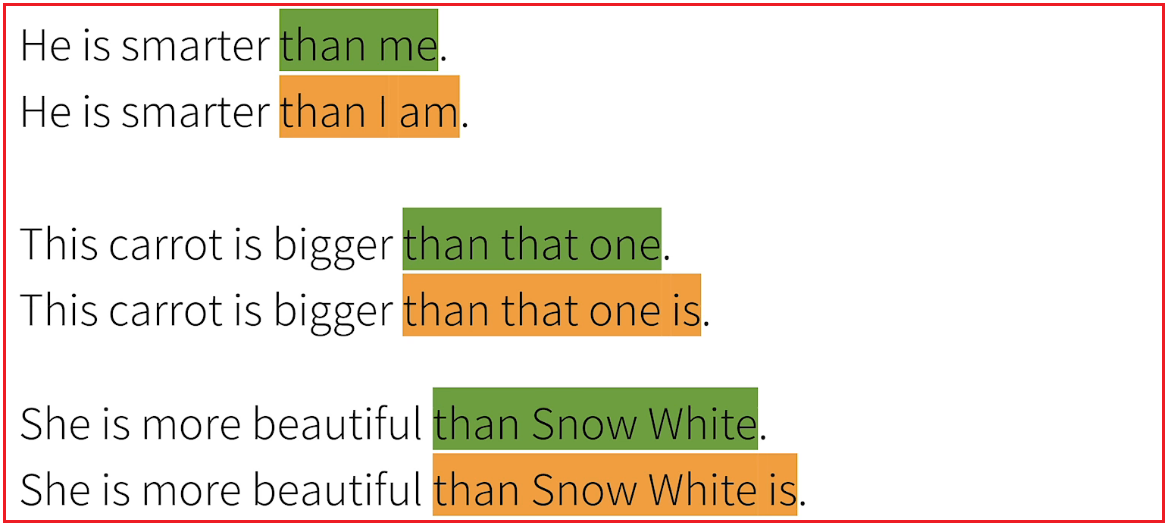 He is smarter than me.
He is smarter than I am.
This carrot is bigger than that one.
This carrot is bigger than that one is.
She is more beautiful than Snow White.
She is more beautiful than Snow White is.